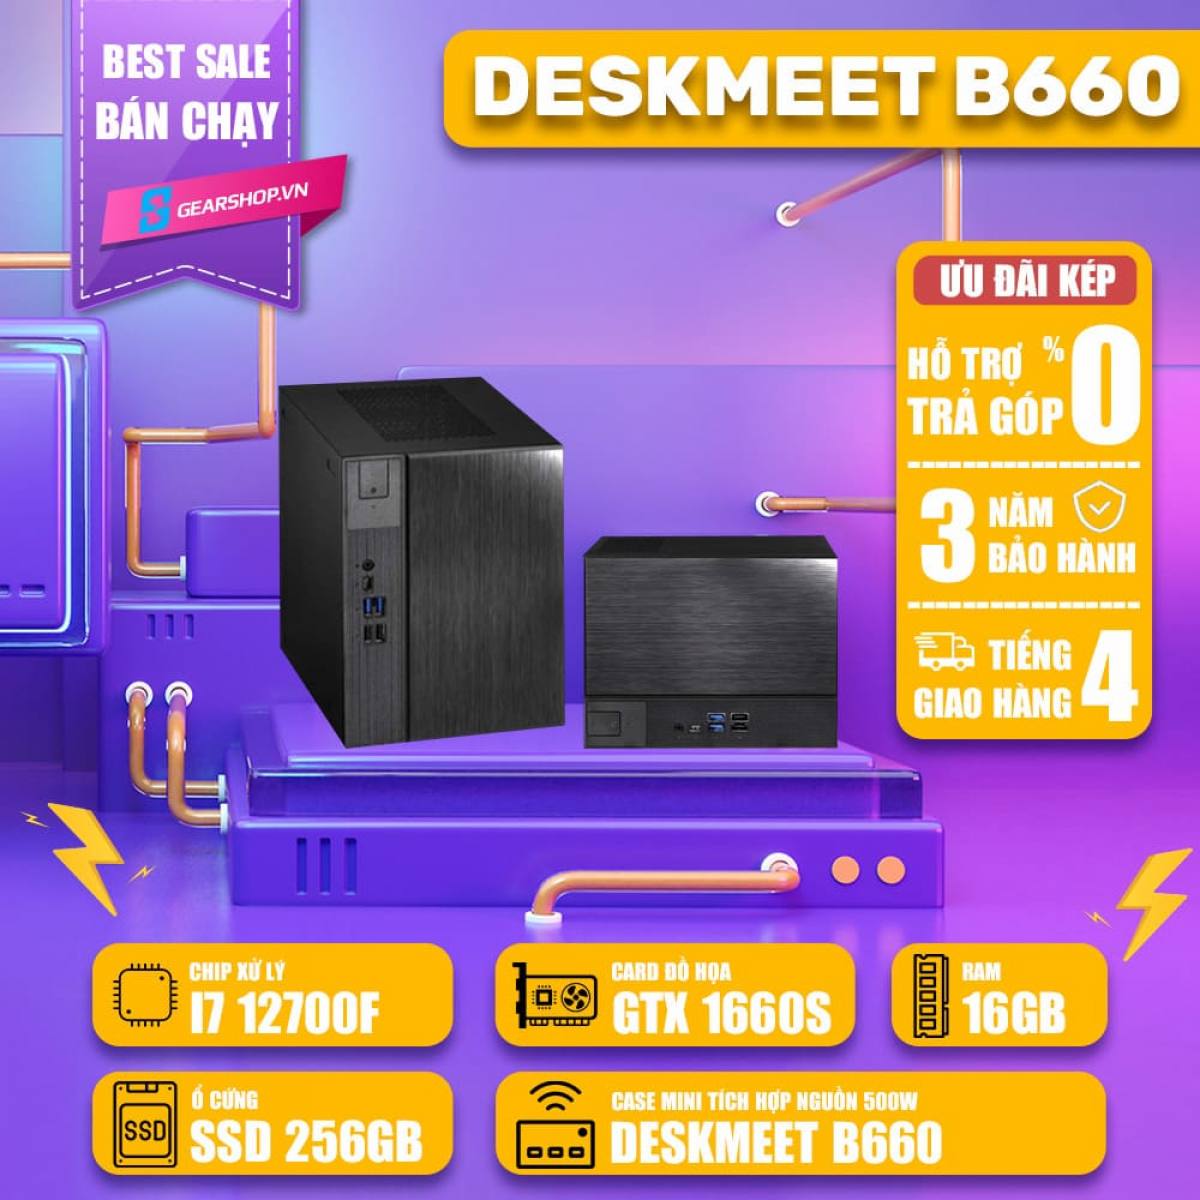 BEST SALE
BÁN CHẠY
GEARSHOP.VN
DESKMEET B660
ƯU ĐÃI KÉP
HỖ TRỢ % 0
TRẢ GÓP
3 NĂM
BẢO HÀNH
TIẾNG 4
GIAO HÀNG
CHIP XỬ LÝ
I7 12700F
CARD ĐỒ HỌA
GTX 1660S
RAM
16GB
SSD
Ổ CỨNG
SSD 256GB
CASE MINI TÍCH HỢP NGUỒN 500W
DESKMEET B660